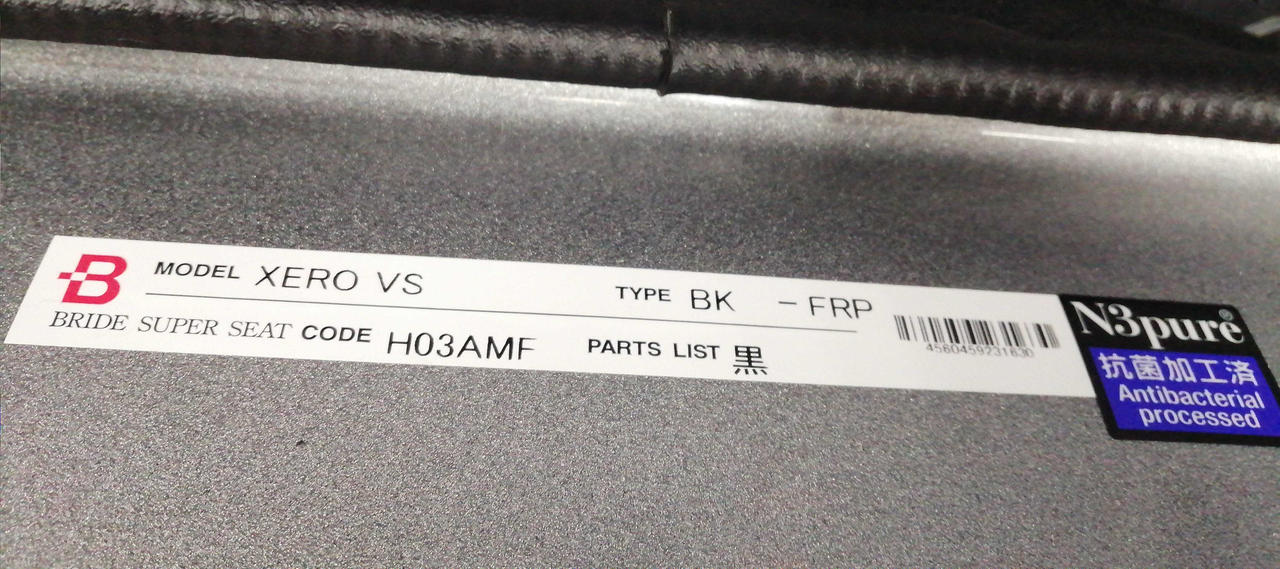 B MODEL XERO VS TYPE BK - FRP
BRIDE SUPER SEAT CODE H03AMF PARTS LIST 黒
4560459231630
N3pure®
抗菌加工済
Antibacterial
processed